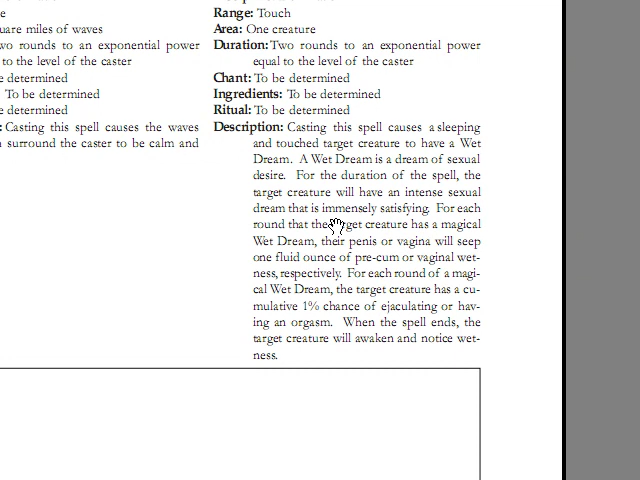 e
uare miles of waves
wo rounds to an exponential power
to the level of the caster
e determined
To be determined
e determined
: Casting this spell causes the waves
surround the caster to be calm and
Range: Touch
Area: One creature
Duration: Two rounds to an exponential power
equal to the level of the caster
Chant: To be determined
Ingredients: To be determined
Ritual: To be determined
Description: Casting this spell causes a sleeping
and touched target creature to have a Wet
Dream. A Wet Dream is a dream of sexual
desire. For the duration of the spell, the
target creature will have an intense sexual
dream that is immensely satisfying. For each
round that the target creature has a magical
Wet Dream, their penis or vagina will seep
one fluid ounce of pre-cum or vaginal wet-
ness, respectively. For each round of a magi-
cal Wet Dream, the target creature has a cu-
mulative 1% chance of ejaculating or hav-
ing an orgasm. When the spell ends, the
target creature will awaken and notice wet-
ness.